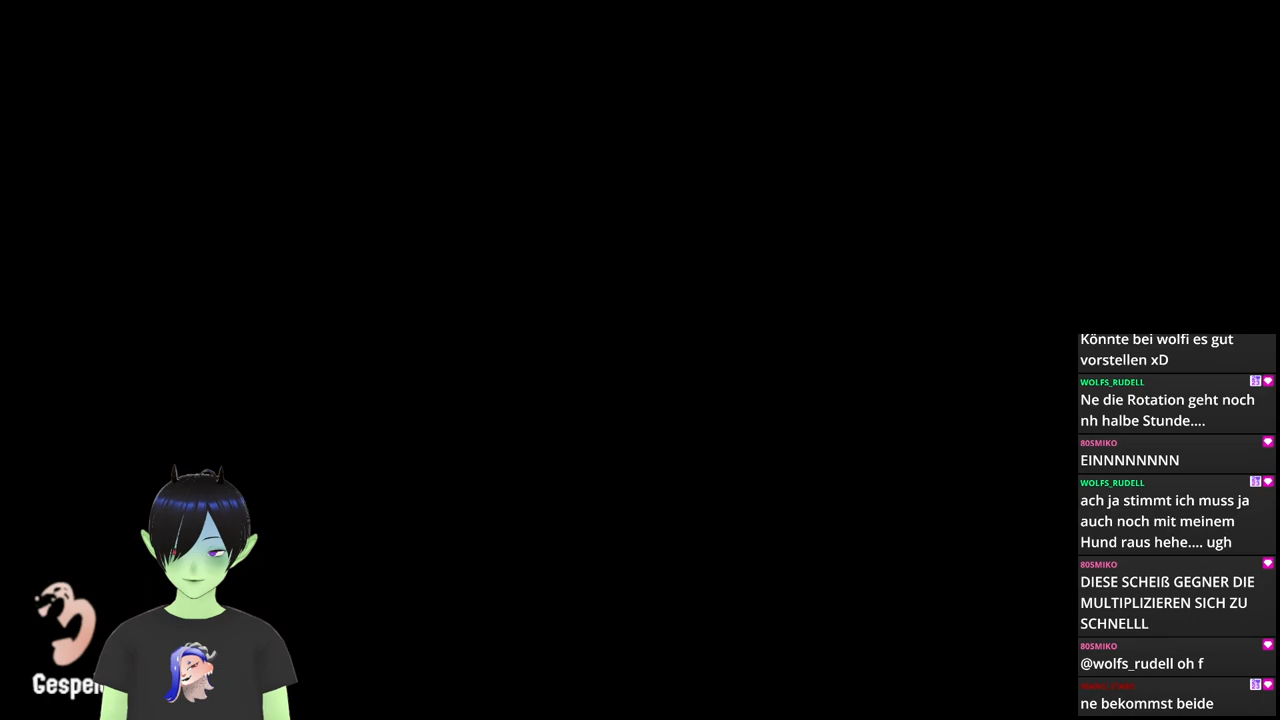 Könnte bei wolfi es gut
vorstellen xD
WOLFS_RUDELL
Ne die Rotation geht noch
nh halbe Stunde....
80SMIKO
EINNNNNNNN
WOLFS_RUDELL
ach ja stimmt ich muss ja
auch noch mit meinem
Hund raus hehe.... ugh
80SMIKO
DIESE SCHEIß GEGNER DIE
MULTIPLIZIEREN SICH ZU
SCHNELLL
80SMIKO
@wolfs_rudell oh f
ne bekommst beide